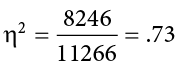 η² = 8246 / 11266 = .73